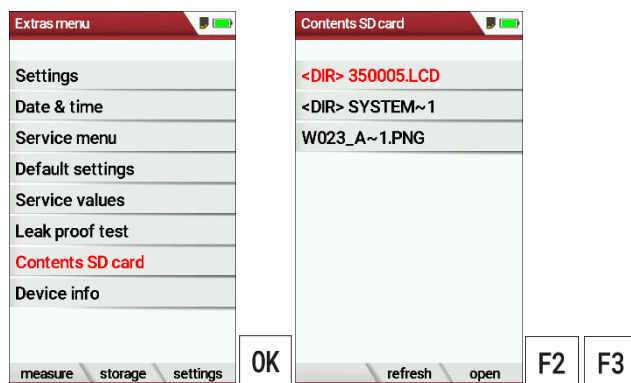 Extras menu
Settings
Date & time
Service menu
Default settings
Service values
Leak proof test
Contents SD card
Device info
measure storage settings
OK
Contents SD card
<DIR> 350005.LCD
<DIR> SYSTEM~1
W023_A~1.PNG
refresh open
F2 F3